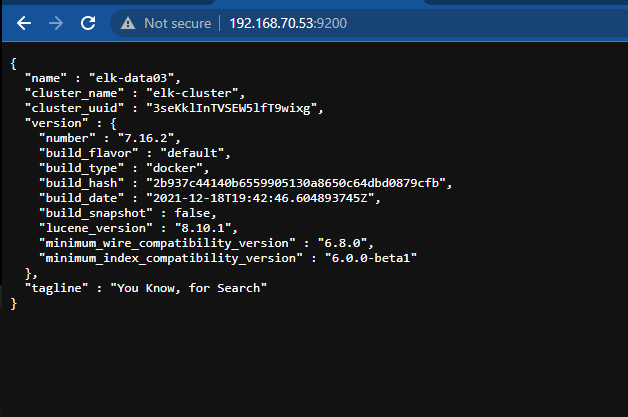 Not secure | 192.168.70.53:9200
{
  "name" : "elk-data03",
  "cluster_name" : "elk-cluster",
  "cluster_uuid" : "3seKklInTVSEW5lfT9wixg",
  "version" : {
    "number" : "7.16.2",
    "build_flavor" : "default",
    "build_type" : "docker",
    "build_hash" : "2b937c44140b6559905130a8650c64dbd0879cfb",
    "build_date" : "2021-12-18T19:42:46.604893745Z",
    "build_snapshot" : false,
    "lucene_version" : "8.10.1",
    "minimum_wire_compatibility_version" : "6.8.0",
    "minimum_index_compatibility_version" : "6.0.0-beta1"
  },
  "tagline" : "You Know, for Search"
}